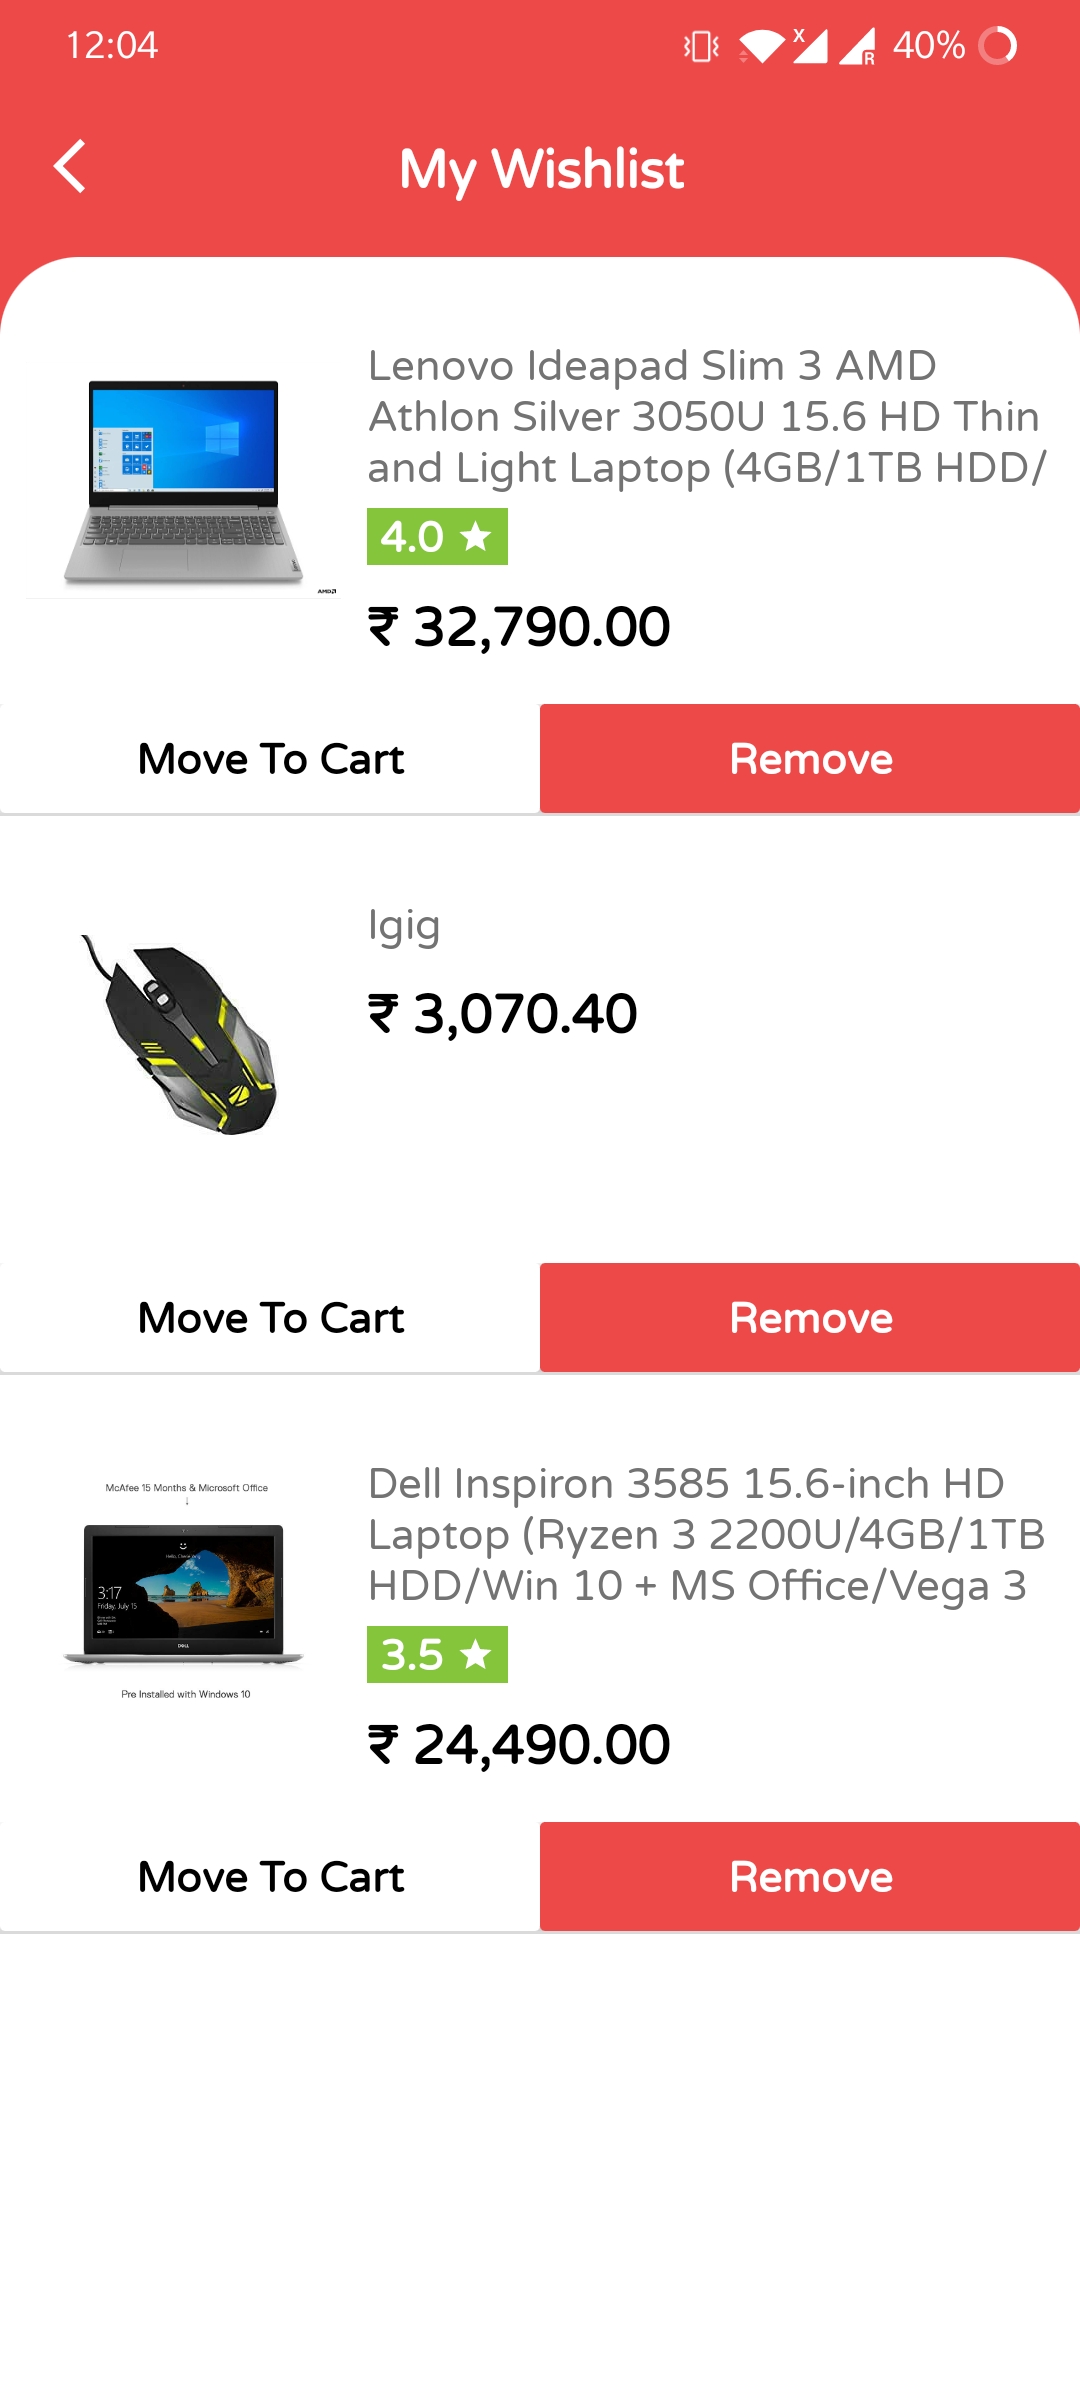 12:04
X
R
40%
My Wishlist
Lenovo Ideapad Slim 3 AMD
Athlon Silver 3050U 15.6 HD Thin
and Light Laptop (4GB/1TB HDD/
AMD
4.0
₹ 32,790.00
Move To Cart
Remove
Igig
₹ 3,070.40
Move To Cart
Remove
McAfee 15 Months & Microsoft Office
3:17
Friday, July 15
DELL
Pre Installed with Windows 10
Dell Inspiron 3585 15.6-inch HD
Laptop (Ryzen 3 2200U/4GB/1TB
HDD/Win 10 + MS Office/Vega 3
3.5
₹ 24,490.00
Move To Cart
Remove